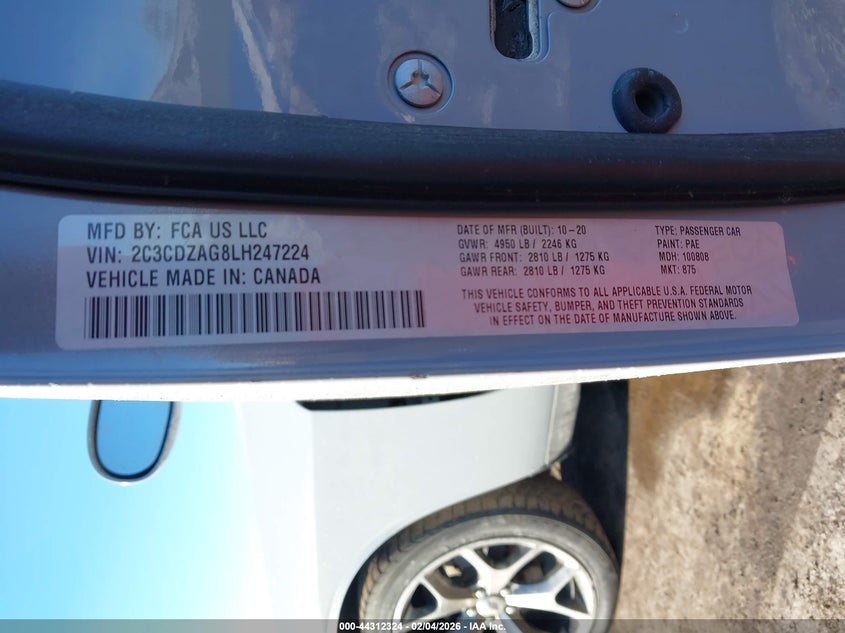 MFD BY: FCA US LLC
VIN: 2C3CDZAG8LH247224
VEHICLE MADE IN: CANADA
DATE OF MFR (BUILT): 10-20
GVWR: 4950 LB / 2246 KG
GAWR FRONT: 2810 LB / 1275 KG
GAWR REAR: 2810 LB / 1275 KG
TYPE: PASSENGER CAR
PAINT: PAE
MDH: 100808
MKT: 875
THIS VEHICLE CONFORMS TO ALL APPLICABLE U.S.A. FEDERAL MOTOR
VEHICLE SAFETY, BUMPER, AND THEFT PREVENTION STANDARDS
IN EFFECT ON THE DATE OF MANUFACTURE SHOWN ABOVE.
000-44312324 | 02/04/2026 | IAA Inc.